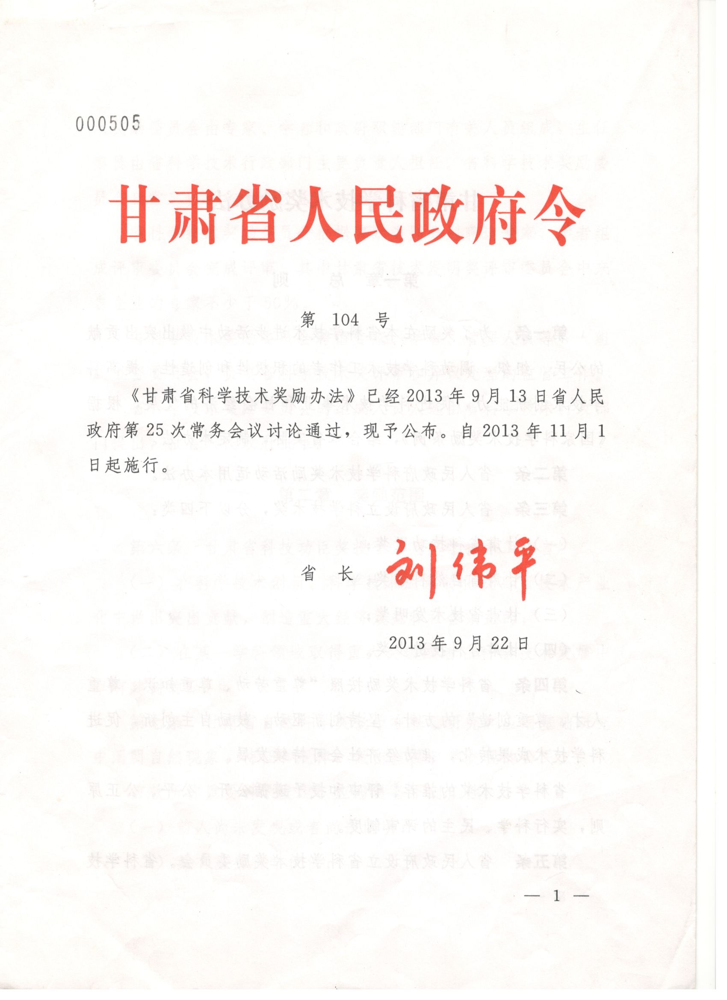 000505
甘肃省人民政府令
第 104 号
《甘肃省科学技术奖励办法》已经2013年9月13日省人民
政府第25次常务会议讨论通过，现予公布。自2013年11月1
日起施行。
省 长 刘伟平
2013年9月22日
— 1 —